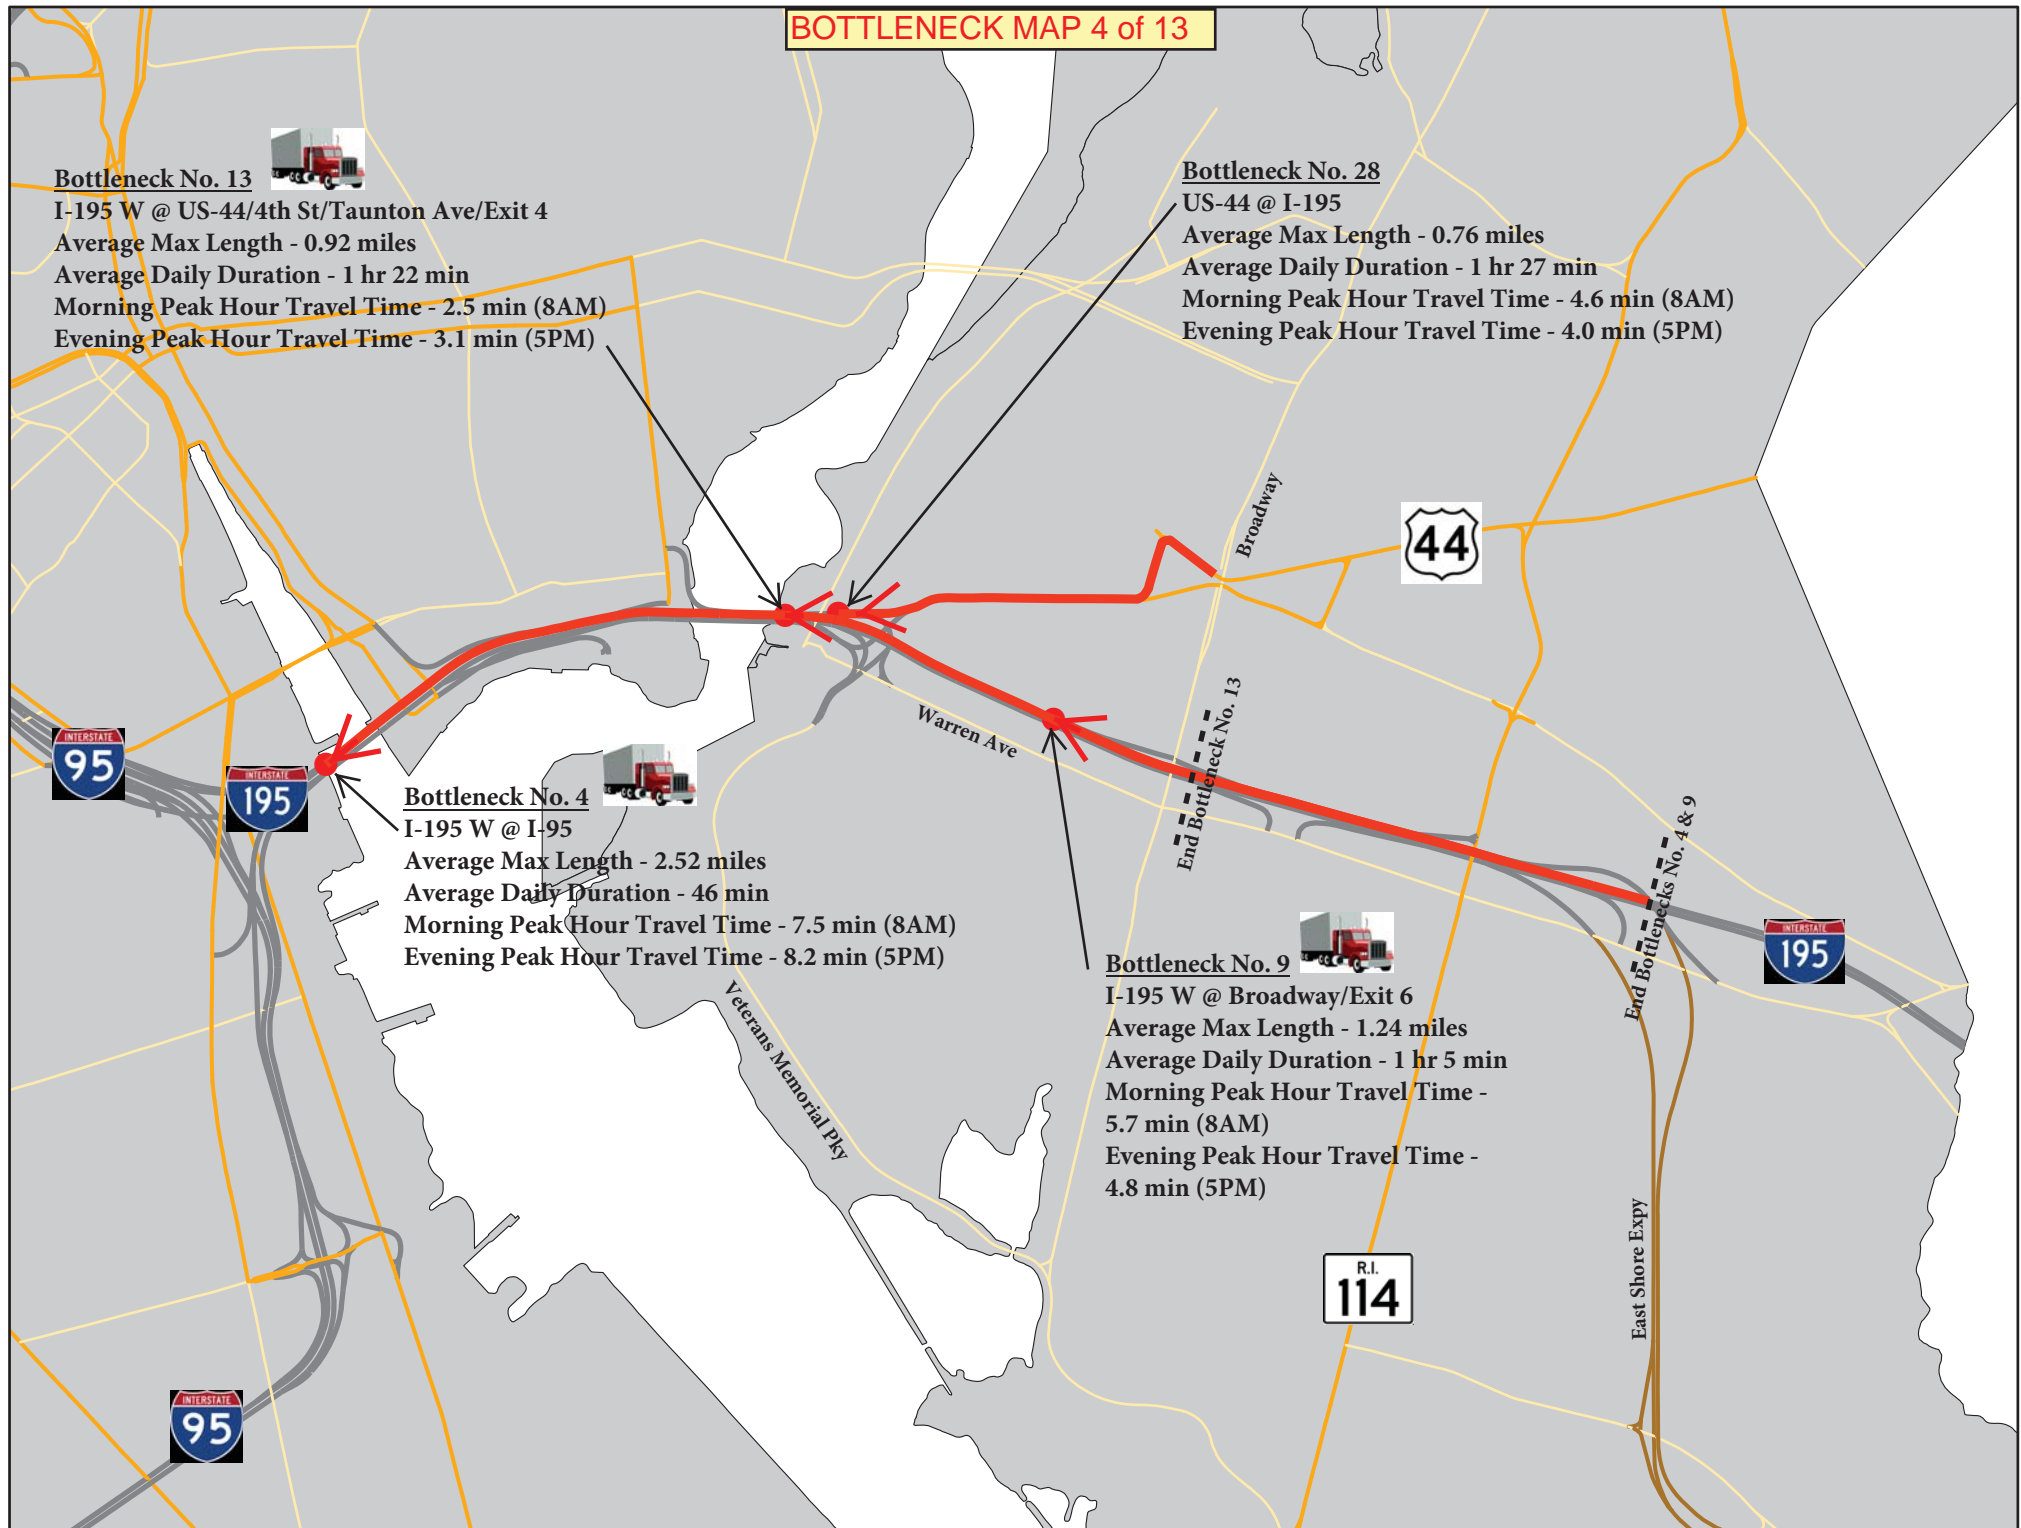 BOTTLENECK MAP 4 of 13
Bottleneck No. 13
I-195 W @ US-44/4th St/Taunton Ave/Exit 4
Average Max Length - 0.92 miles
Average Daily Duration - 1 hr 22 min
Morning Peak Hour Travel Time - 2.5 min (8AM)
Evening Peak Hour Travel Time - 3.1 min (5PM)
Bottleneck No. 28
US-44 @ I-195
Average Max Length - 0.76 miles
Average Daily Duration - 1 hr 27 min
Morning Peak Hour Travel Time - 4.6 min (8AM)
Evening Peak Hour Travel Time - 4.0 min (5PM)
Broadway
44
End Bottleneck No. 13
Warren Ave
INTERSTATE
95
INTERSTATE
195
Bottleneck No. 4
I-195 W @ I-95
Average Max Length - 2.52 miles
Average Daily Duration - 46 min
Morning Peak Hour Travel Time - 7.5 min (8AM)
Evening Peak Hour Travel Time - 8.2 min (5PM)
End Bottlenecks No. 4 & 9
INTERSTATE
195
Bottleneck No. 9
I-195 W @ Broadway/Exit 6
Average Max Length - 1.24 miles
Average Daily Duration - 1 hr 5 min
Morning Peak Hour Travel Time -
5.7 min (8AM)
Evening Peak Hour Travel Time -
4.8 min (5PM)
Veterans Memorial Pky
East Shore Expy
R.I.
114
INTERSTATE
95